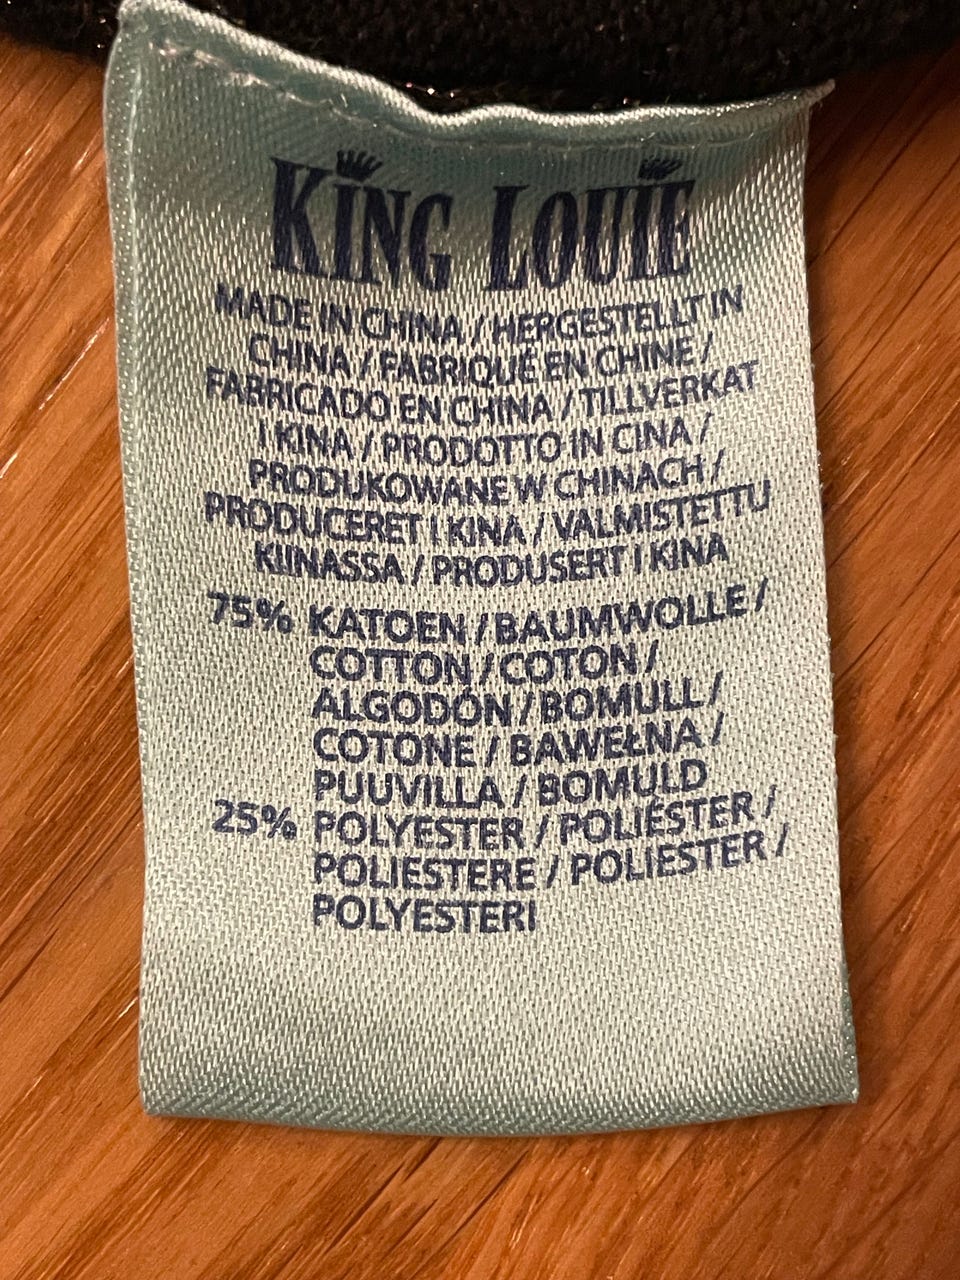 KING LOUIE
MADE IN CHINA / HERGESTELLT IN
CHINA / FABRIQUÉ EN CHINE /
FABRICADO EN CHINA / TILLVERKAT
I KINA / PRODOTTO IN CINA /
PRODUKOWANE W CHINACH /
PRODUCERET I KINA / VALMISTETTU
KIINASSA / PRODUSERT I KINA
75% KATOEN / BAUMWOLLE /
COTTON / COTON /
ALGODÓN / BOMULL /
COTONE / BAWEŁNA /
PUUVILLA / BOMULD
25% POLYESTER / POLIÉSTER /
POLIESTERE / POLIESTER /
POLYESTERI